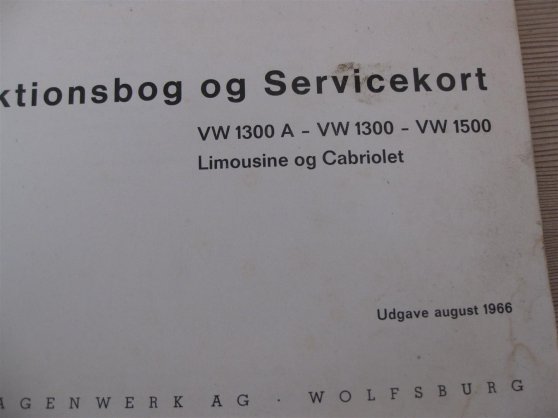 ktionsbog og Servicekort
VW 1300 A - VW 1300 - VW 1500
Limousine og Cabriolet
Udgave august 1966
AGENWERK AG · WOLFSBURG